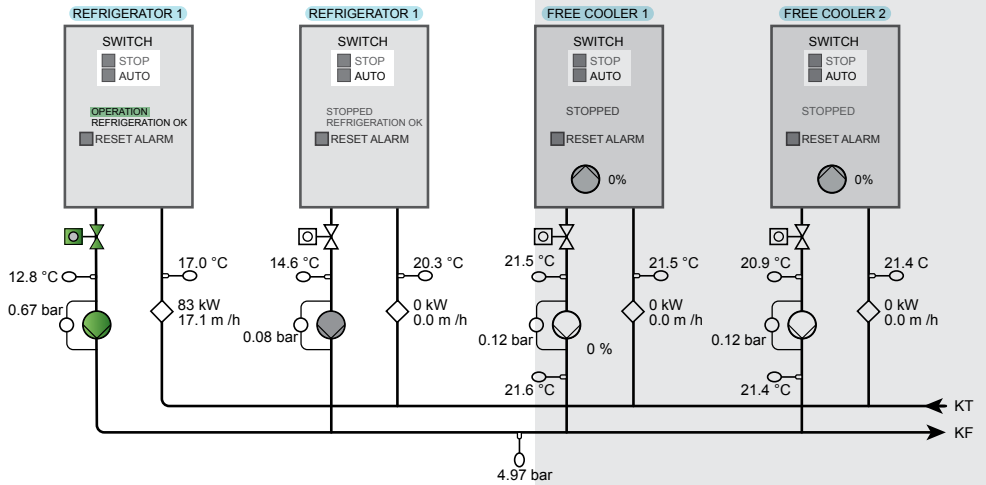 REFRIGERATOR 1
REFRIGERATOR 1
FREE COOLER 1
FREE COOLER 2
SWITCH
STOP
AUTO
OPERATION
REFRIGERATION OK
RESET ALARM
SWITCH
STOP
AUTO
STOPPED
REFRIGERATION OK
RESET ALARM
SWITCH
STOP
AUTO
STOPPED
RESET ALARM
0%
SWITCH
STOP
AUTO
STOPPED
RESET ALARM
0%
12.8 °C
17.0 °C
0.67 bar
83 kW
17.1 m /h
14.6 °C
20.3 °C
0.08 bar
0 kW
0.0 m /h
21.5 °C
21.5 °C
0.12 bar
0 kW
0.0 m /h
0 %
21.6 °C
20.9 °C
21.4 C
0.12 bar
0 kW
0.0 m /h
21.4 °C
KT
KF
4.97 bar